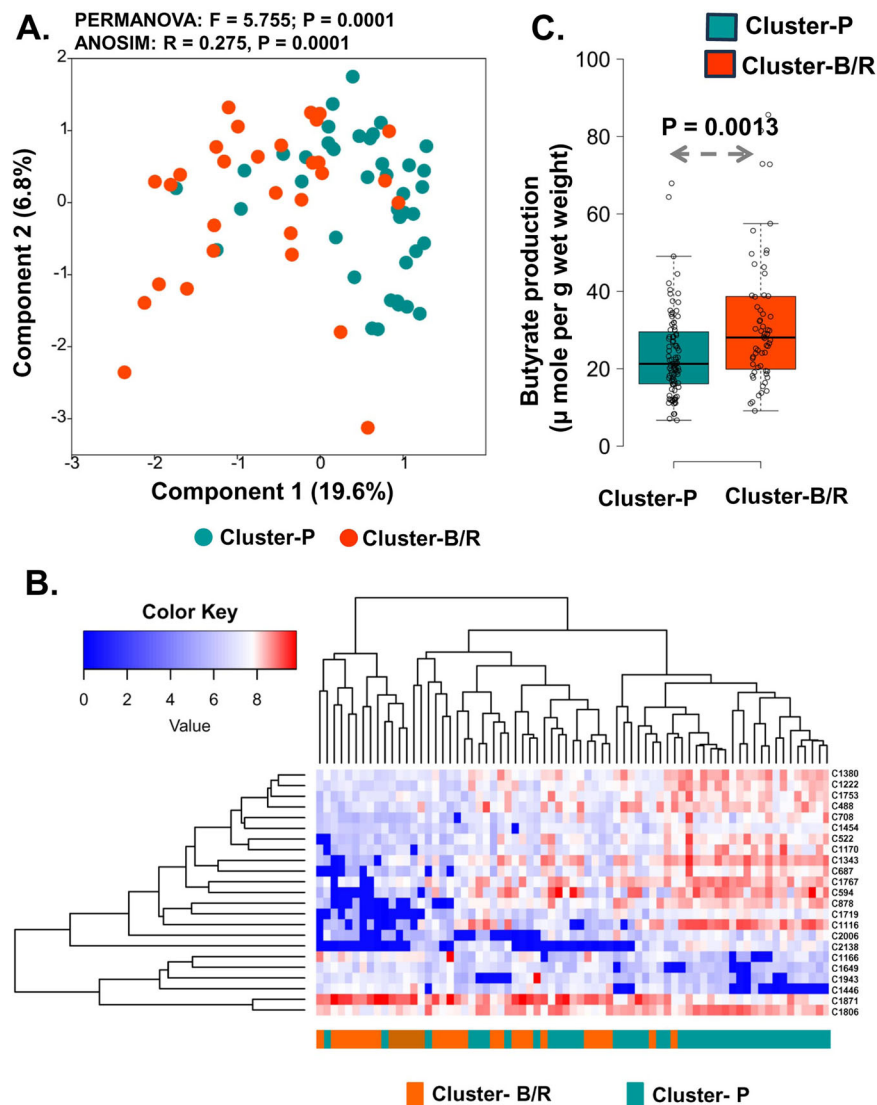 A.
PERMANOVA: F = 5.755; P = 0.0001
ANOSIM: R = 0.275, P = 0.0001
2
1
0
-1
-2
-3
Component 2 (6.8%)
-3
-2
-1
0
1
Component 1 (19.6%)
Cluster-P
Cluster-B/R
C.
Cluster-P
Cluster-B/R
100
80
60
40
20
0
P = 0.0013
Butyrate production
(µ mole per g wet weight)
Cluster-P
Cluster-B/R
B.
Color Key
0 2 4 6 8
Value
C1380
C1222
C1753
C488
C708
C1454
C522
C1170
C1343
C687
C1767
C594
C878
C1719
C1116
C2006
C2138
C1166
C1649
C1943
C1446
C1871
C1806
Cluster- B/R
Cluster- P